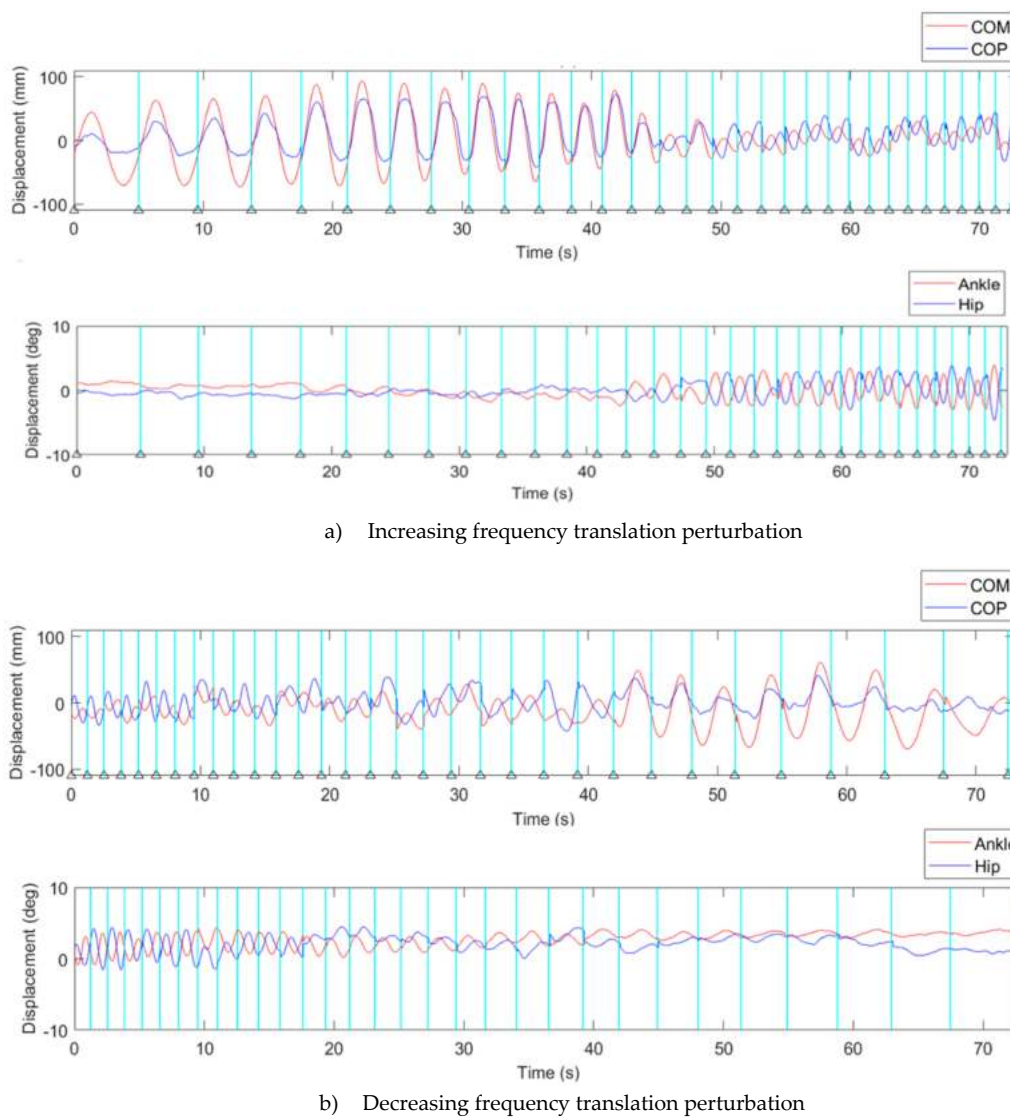 COM
COP
Displacement (mm)
100
0
-100
0 10 20 30 40 50 60 70
Time (s)
Ankle
Hip
Displacement (deg)
10
0
-10
0 10 20 30 40 50 60 70
Time (s)
a) Increasing frequency translation perturbation
COM
COP
Displacement (mm)
100
0
-100
0 10 20 30 40 50 60 70
Time (s)
Ankle
Hip
Displacement (deg)
10
0
-10
0 10 20 30 40 50 60 70
Time (s)
b) Decreasing frequency translation perturbation